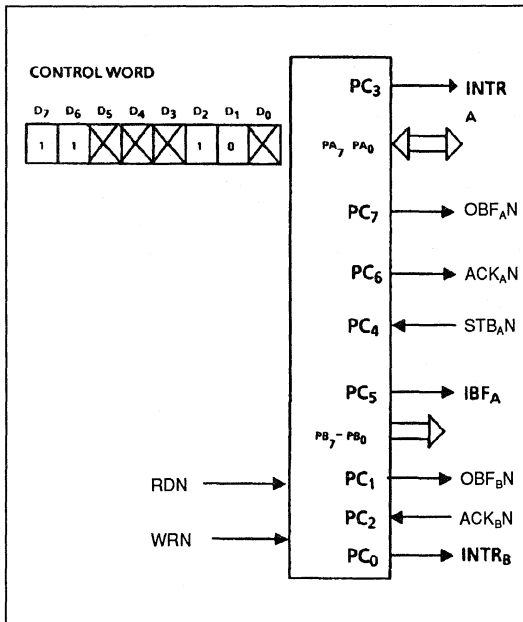 CONTROL WORD
D7 D6 D5 D4 D3 D2 D1 D0
1 1 1 0
PC3 INTR
A
PA7 PA0
PC7 OBFAN
PC6 ACKAN
PC4 STBAN
PC5 IBFA
PB7 – PB0
RDN PC1 OBFBN
PC2 ACKBN
WRN
PC0 INTRB